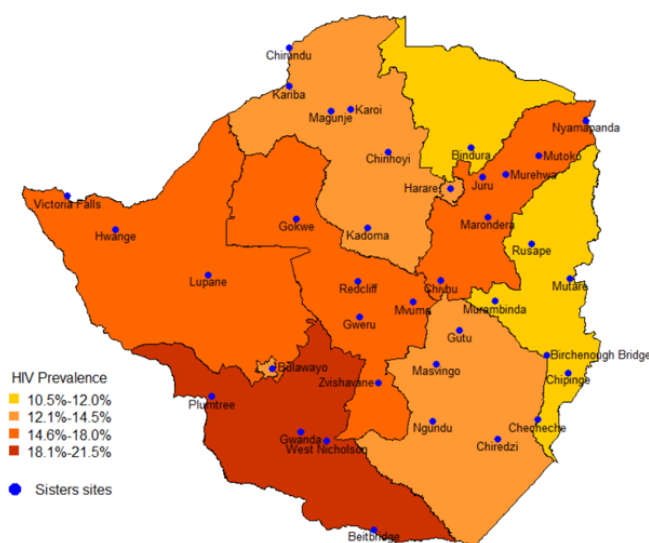 Chirundu
Kariba
Magunje
Karoi
Nyamapanda
Chinhoyi
Bindura
Mutoko
Murehwa
Juru
Harare
Victoria Falls
Hwange
Gokwe
Kadoma
Marondera
Rusape
Lupane
Redcliff
Chivhu
Mutare
Mvuma
Murambinda
Gweru
Gutu
Birchenough Bridge
Bulawayo
Masvingo
Chipinge
Zvishavane
Plumtree
Ngundu
Checheche
Gwanda
Chiredzi
West Nicholson
Beitbridge
HIV Prevalence
10.5%-12.0%
12.1%-14.5%
14.6%-18.0%
18.1%-21.5%
Sisters sites